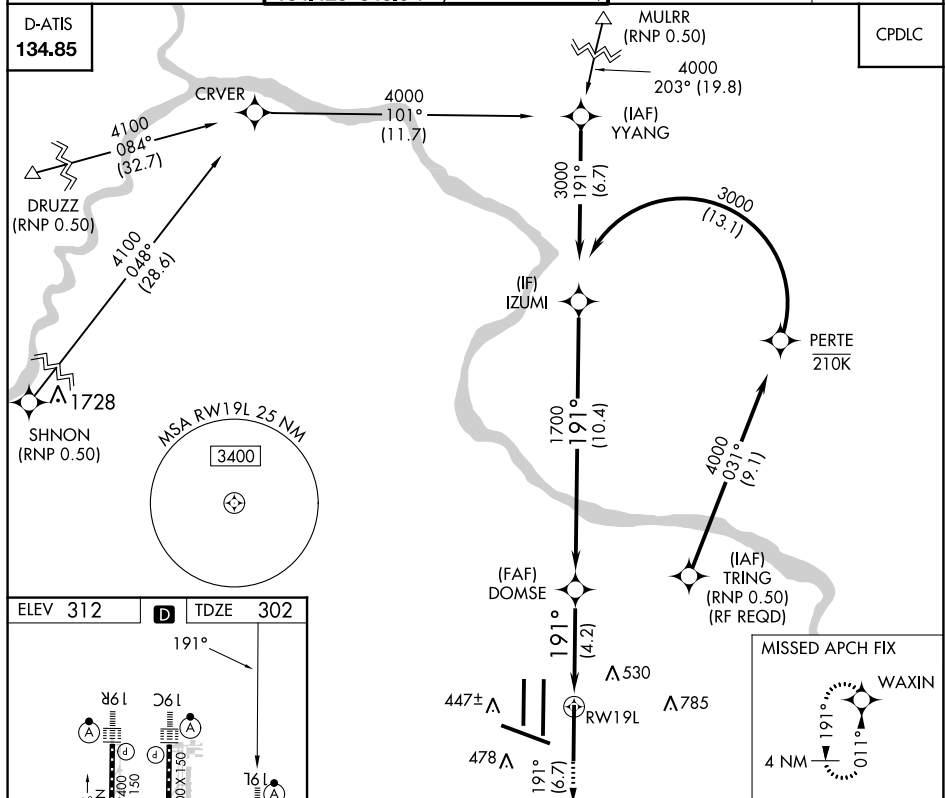 D-ATIS
134.85
MULRR
(RNP 0.50)
CPDLC
4000
203° (19.8)
CRVER
4000
101°
(11.7)
(IAF)
YYANG
4100
084°
(32.7)
DRUZZ
(RNP 0.50)
3000
191°
(6.7)
3000
(13.1)
4100
048°
(28.6)
(IF)
IZUMI
PERTE
210K
1728
SHNON
(RNP 0.50)
MSA RW19L 25 NM
3400
1700
191°
(10.4)
4000
031°
(9.1)
(FAF)
DOMSE
(IAF)
TRING
(RNP 0.50)
(RF REQD)
ELEV 312
D
TDZE 302
191°
191°
(4.2)
530
447±
RW19L
785
478
191°
(6.7)
MISSED APCH FIX
WAXIN
191°
011°
4 NM
19R
19C
A
A
P
P
19L
A